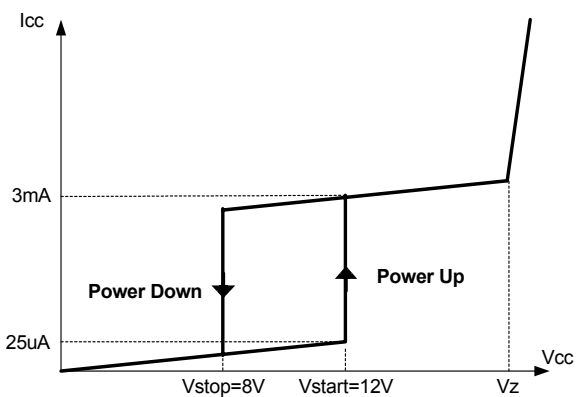 Icc
3mA
Power Down
Power Up
25uA
Vcc
Vstop=8V
Vstart=12V
Vz